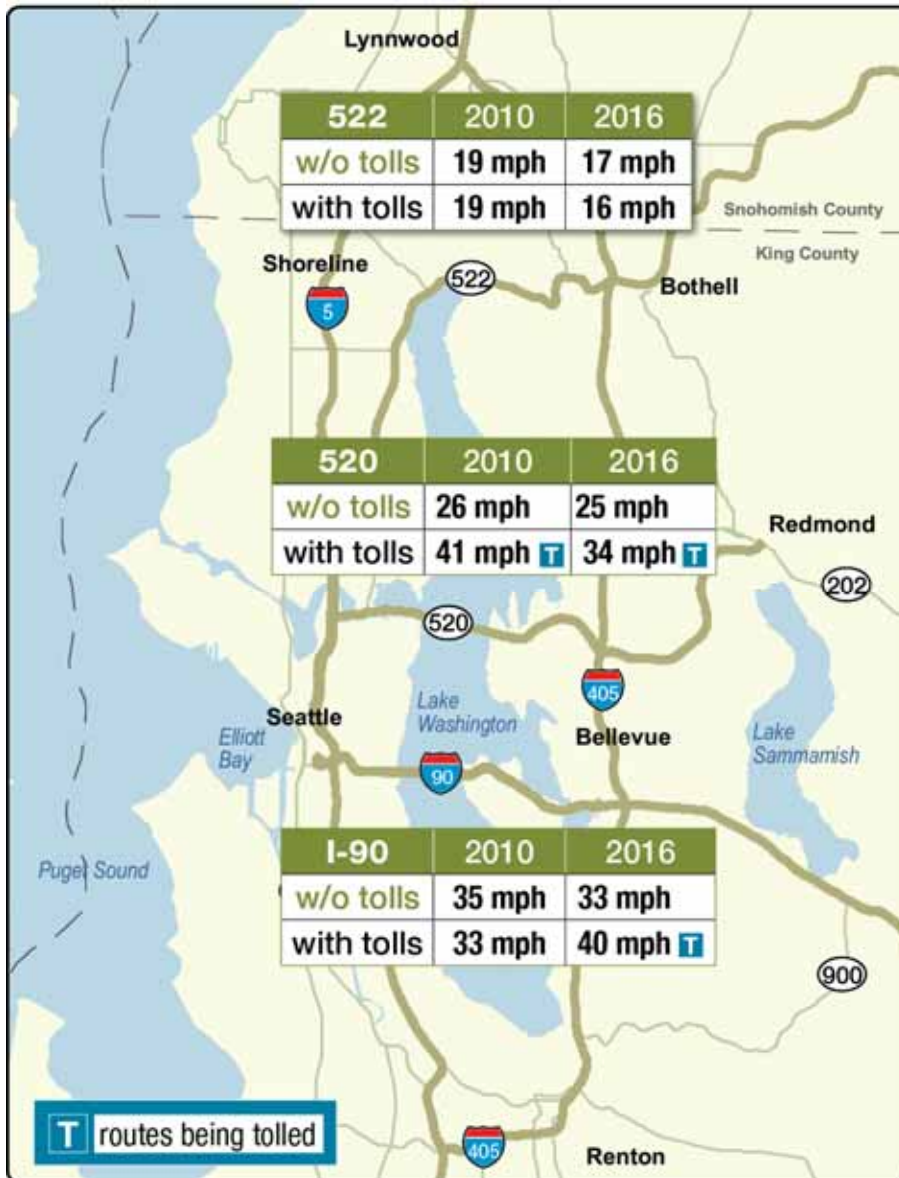 Lynnwood
522 2010 2016
w/o tolls 19 mph 17 mph
with tolls 19 mph 16 mph
Snohomish County
King County
Shoreline
522
Bothell
5
520 2010 2016
w/o tolls 26 mph 25 mph
with tolls 41 mph T 34 mph T
Redmond
202
520
405
Seattle
Lake
Washington
Elliott
Bay
Bellevue
Lake
Sammamish
90
I-90 2010 2016
w/o tolls 35 mph 33 mph
with tolls 33 mph 40 mph T
Puget Sound
900
T routes being tolled
405
Renton